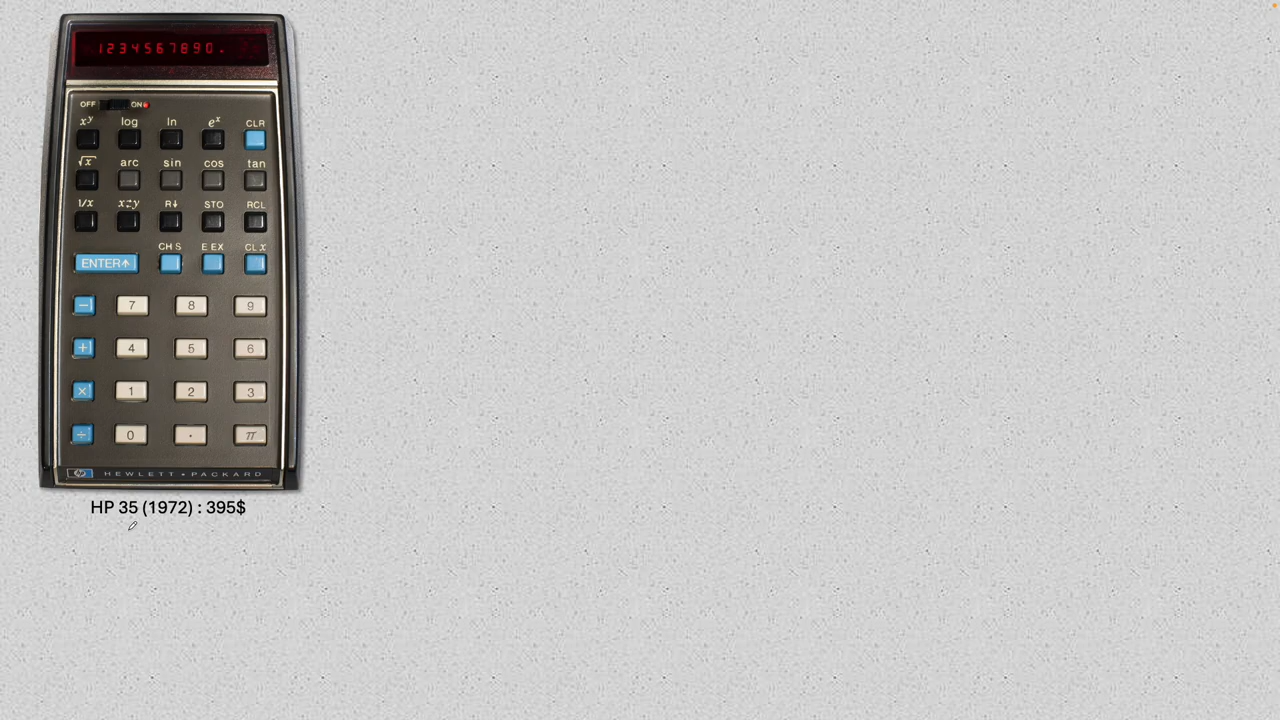 1234567890.
OFF ON
xʸ log ln eˣ CLR
√x arc sin cos tan
1/x x⇄y R↓ STO RCL
CH S E EX CL x
ENTER↑
− 7 8 9
+ 4 5 6
× 1 2 3
÷ 0 . π
hp HEWLETT • PACKARD
HP 35 (1972) : 395$